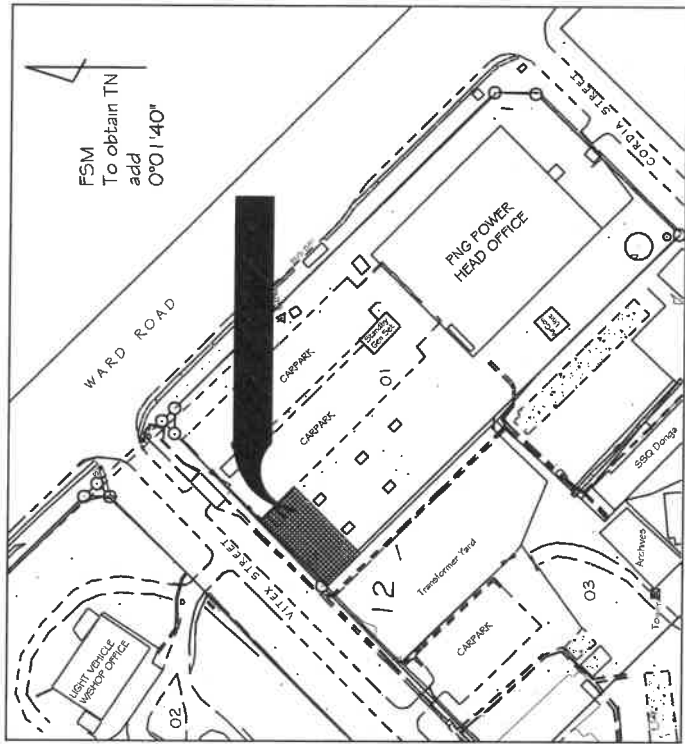 FSM
To obtain TN
add
0°01'40"
WARD ROAD
CORDIA STREET
PNG POWER
HEAD OFFICE
CARPARK
Standby
Gen Set
CARPARK
01
VITEX STREET
LIGHT VEHICLE
W/SHOP OFFICE
02
12
Transformer Yard
SSQ Donga
CARPARK
03
Archives